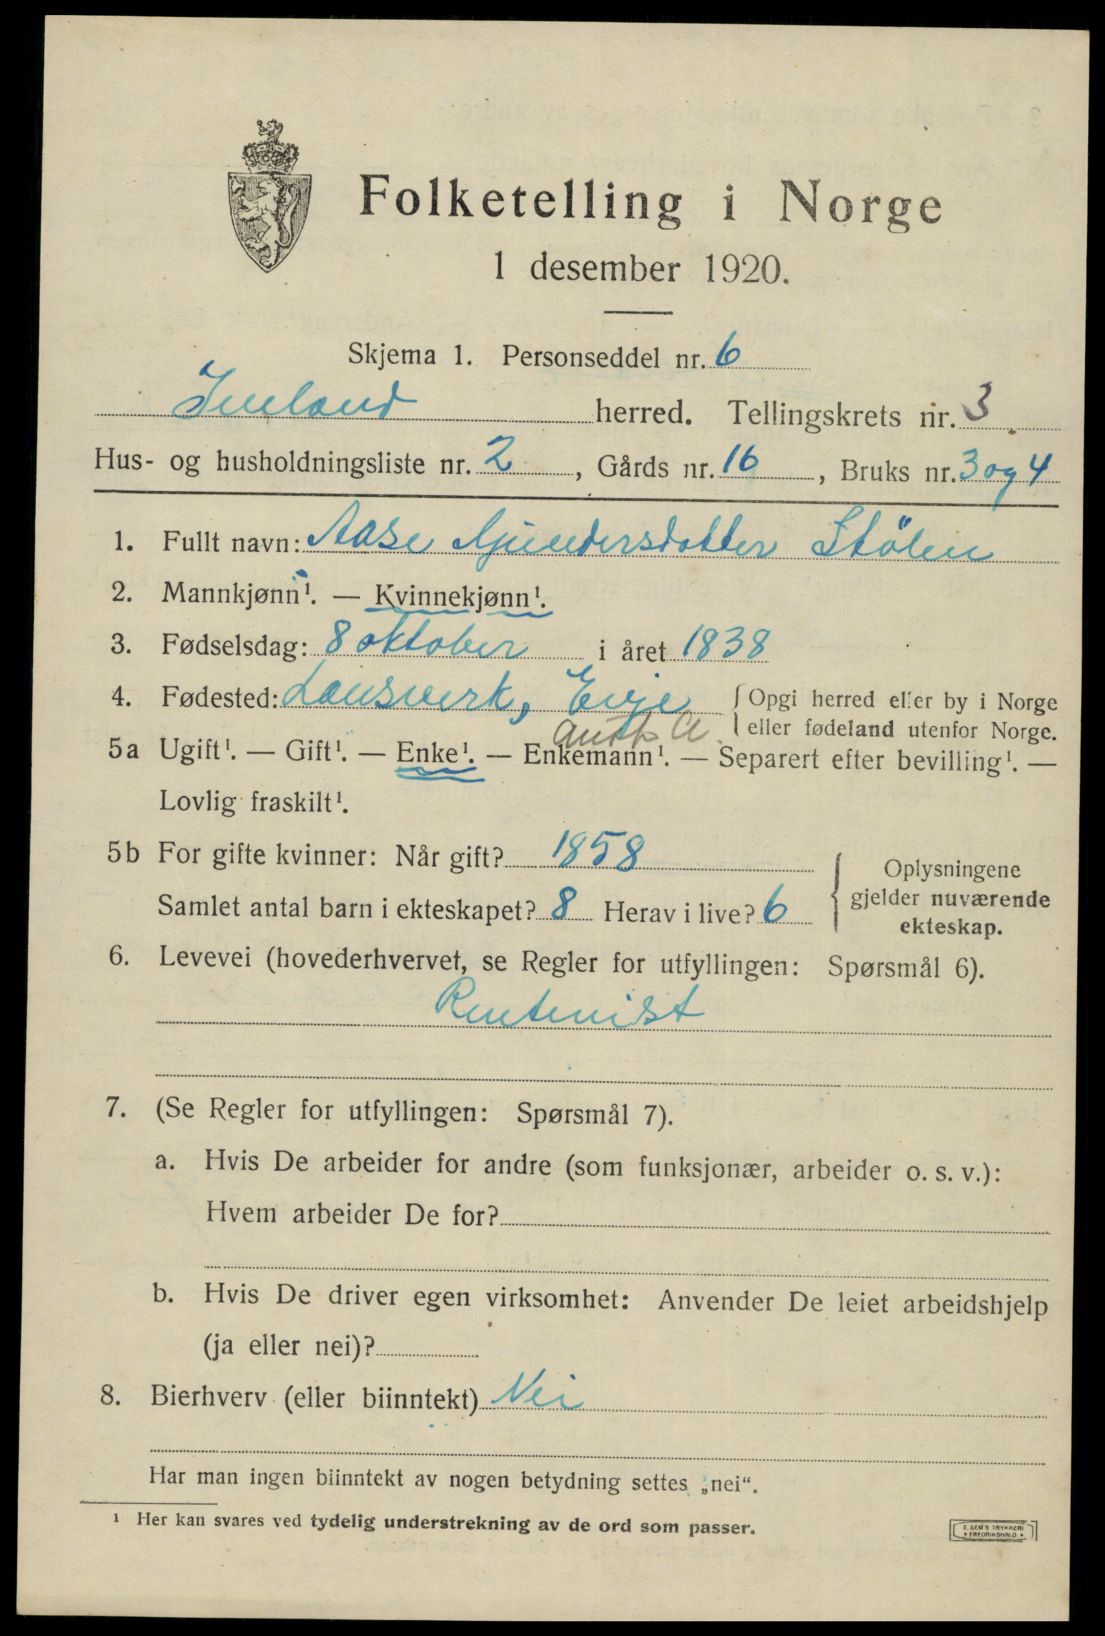 Folketelling i Norge
1 desember 1920.
Skjema 1. Personseddel nr. 6
Iveland herred. Tellingskrets nr. 3
Hus- og husholdningsliste nr. 2, Gårds nr. 16, Bruks nr. 3 og 4
1. Fullt navn: Aase Gundersdatter Stølen
2. Mannkjønn¹. — Kvinnekjønn¹.
3. Fødselsdag: 8 oktober i året 1838
4. Fødested: Landsverk, Evje { Opgi herred eller by i Norge
eller fødeland utenfor Norge.
5a Ugift¹. — Gift¹. — Enke¹. — Enkemann¹. — Separert efter bevilling¹. —
Lovlig fraskilt¹.
5b For gifte kvinner: Når gift? 1858
Samlet antal barn i ekteskapet? 8 Herav i live? 6
{ Oplysningene
gjelder nuværende
ekteskap.
6. Levevei (hovederhvervet, se Regler for utfyllingen: Spørsmål 6).
Rentenist
7. (Se Regler for utfyllingen: Spørsmål 7).
a. Hvis De arbeider for andre (som funksjonær, arbeider o. s. v.):
Hvem arbeider De for?
b. Hvis De driver egen virksomhet: Anvender De leiet arbeidshjelp
(ja eller nei)?
8. Bierhverv (eller biinntekt) Nei
Har man ingen biinntekt av nogen betydning settes „nei“.
¹ Her kan svares ved tydelig understrekning av de ord som passer.
E. SEM'S TRYKKERI
FREDRIKSHALD